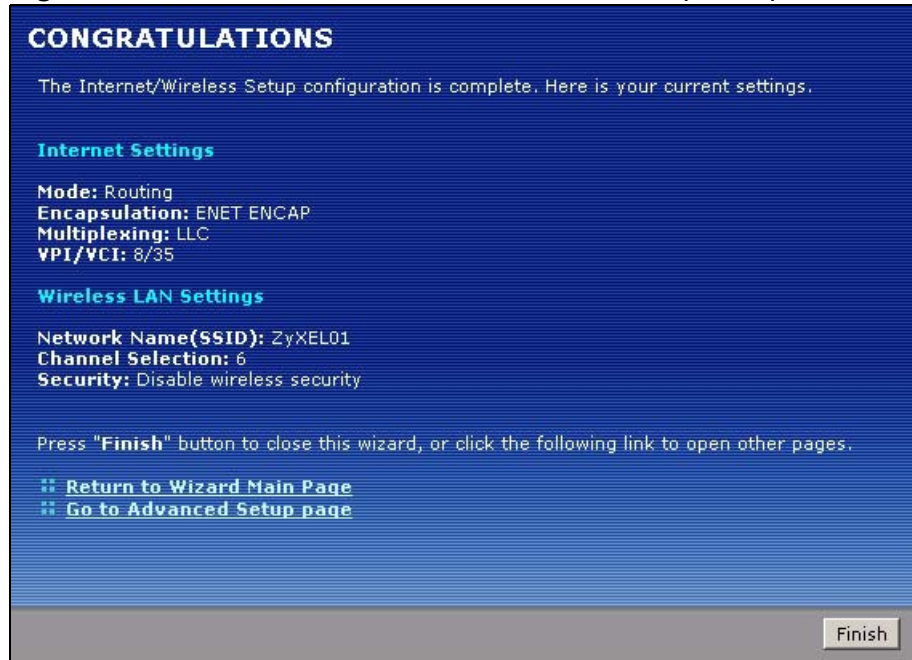 CONGRATULATIONS
The Internet/Wireless Setup configuration is complete. Here is your current settings.
Internet Settings
Mode: Routing
Encapsulation: ENET ENCAP
Multiplexing: LLC
VPI/VCI: 8/35
Wireless LAN Settings
Network Name(SSID): ZyXEL01
Channel Selection: 6
Security: Disable wireless security
Press "Finish" button to close this wizard, or click the following link to open other pages.
Return to Wizard Main Page
Go to Advanced Setup page
Finish